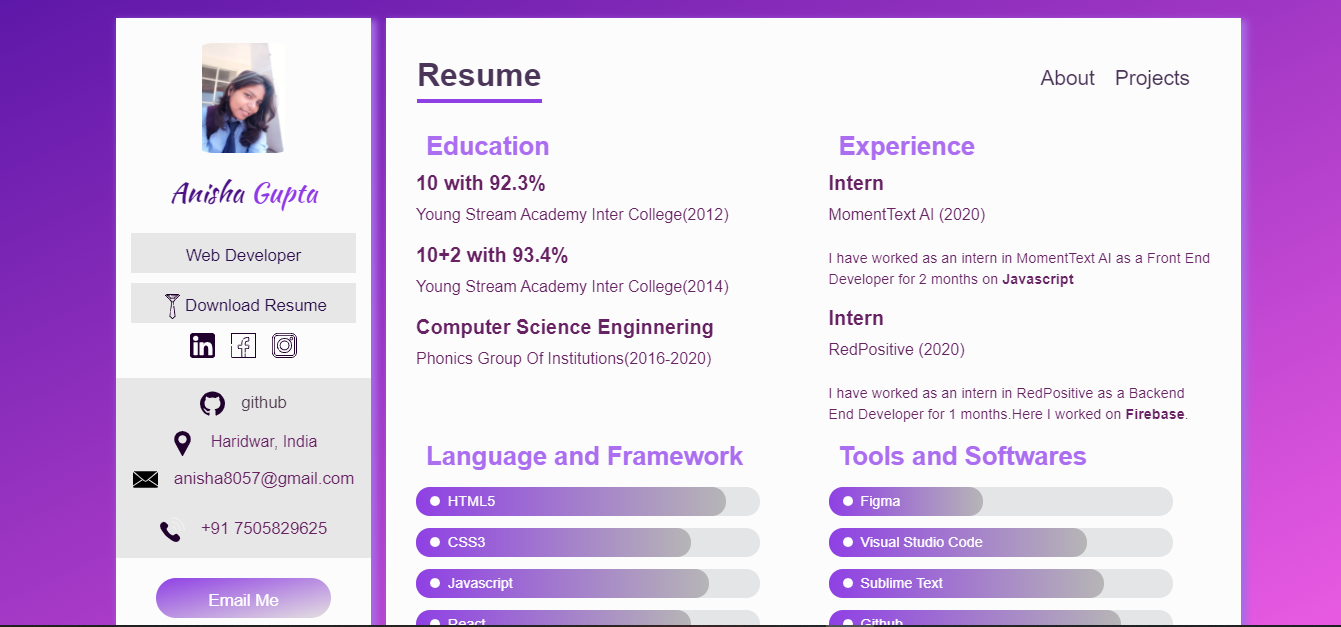 Anisha Gupta
Web Developer
Download Resume
in
github
Haridwar, India
anisha8057@gmail.com
+91 7505829625
Email Me
Resume
About Projects
Education
10 with 92.3%
Young Stream Academy Inter College(2012)
10+2 with 93.4%
Young Stream Academy Inter College(2014)
Computer Science Enginnering
Phonics Group Of Institutions(2016-2020)
Experience
Intern
MomentText AI (2020)
I have worked as an intern in MomentText AI as a Front End
Developer for 2 months on Javascript
Intern
RedPositive (2020)
I have worked as an intern in RedPositive as a Backend
End Developer for 1 months.Here I worked on Firebase.
Language and Framework
HTML5
CSS3
Javascript
React
Tools and Softwares
Figma
Visual Studio Code
Sublime Text
Github